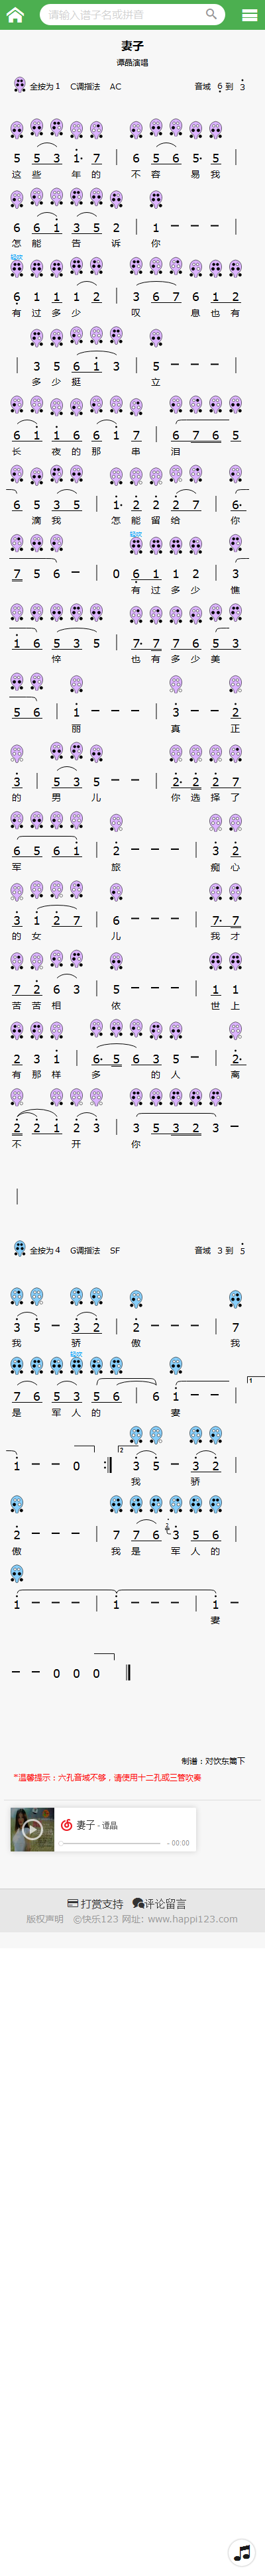 请输入谱子名或拼音
妻子
谭晶演唱
全按为1 C调指法 AC 音域 6 到 3
5 5 3 1· 7 | 5 5 6 5· 5 |
这 些 年 的 不 容 易 我
6 6 1 3 5 2 | 1 - - - |
怎 能 告 诉 你
轻吹
6 1 1 1 2 | 3 6 7 6 1 2
有 过 多 少 叹 息 也 有
| 3 5 6 1 3 | 5 - - -
多 少 挺 立
6 1 1 6 6 1 7 | 6 7 6 5
长 夜 的 那 串 泪
6 5 3 5 | 1· 2 2 2 7 | 6·
滴 我 怎 能 留 给 你
轻吹
7 5 6 - | 0 6 1 1 2 | 3
有 过 多 少 憔
1 6 5 3 5 | 7· 7 7 6 5 3
悴 也 有 多 少 美
5 6 | 1 - - - | 3 - - 2
丽 真 正
3 | 5 3 5 - - | 2· 2 2 7
的 男 儿 你 选 择 了
6 5 6 1 | 2 - - - | 3 2
军 旅 痴 心
3 1 2 7 | 6 - - - | 7· 7
的 女 儿 我 才
7 2 6 3 | 5 - - - | 1 1
苦 苦 相 依 世 上
2 3 1 | 6· 5 6 3 5 - | 2·
有 那 样 多 的 人 离
2 2 1 2 3 | 3 5 3 2 3 -
不 开 你
|
全按为4 G调指法 SF 音域 3 到 5
轻吹
3 5 - 3 2 | 2 - - 7
我 骄 傲 我
7 6 5 3 5 6 | 6 1 - - |
是 军 人 的 妻
1
1 - - 0 :‖ 2 3 5 - 3 2 |
我 骄
2 - - - | 7 7 6 3 5 6 |
傲 我 是 军 人 的
1 - - - | 1 - - - | 1 -
妻
- - 0 0 0 ‖
制谱：对饮东篱下
*温馨提示：六孔音域不够，请使用十二孔或三管吹奏
妻子 - 谭晶
- 00:00
打赏支持 评论留言
版权声明 ©快乐123 网址: www.happi123.com